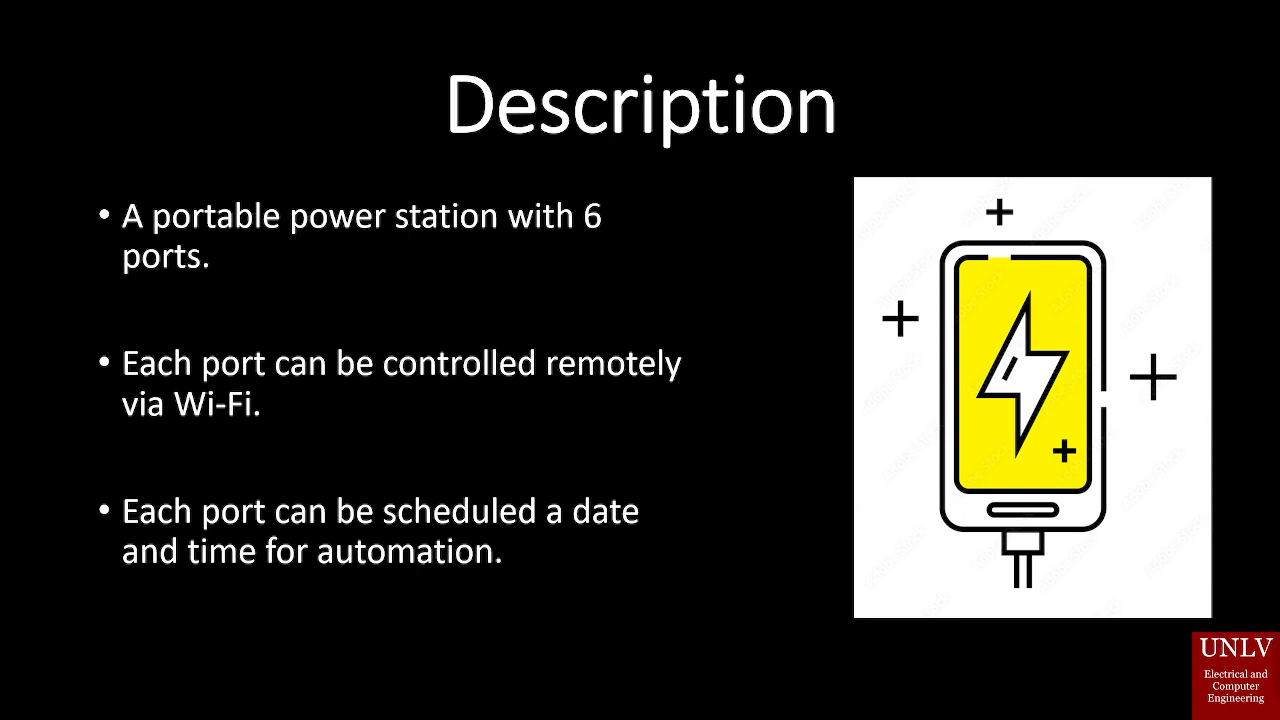 Description
• A portable power station with 6
ports.
• Each port can be controlled remotely
via Wi-Fi.
• Each port can be scheduled a date
and time for automation.
UNLV
Electrical and
Computer
Engineering